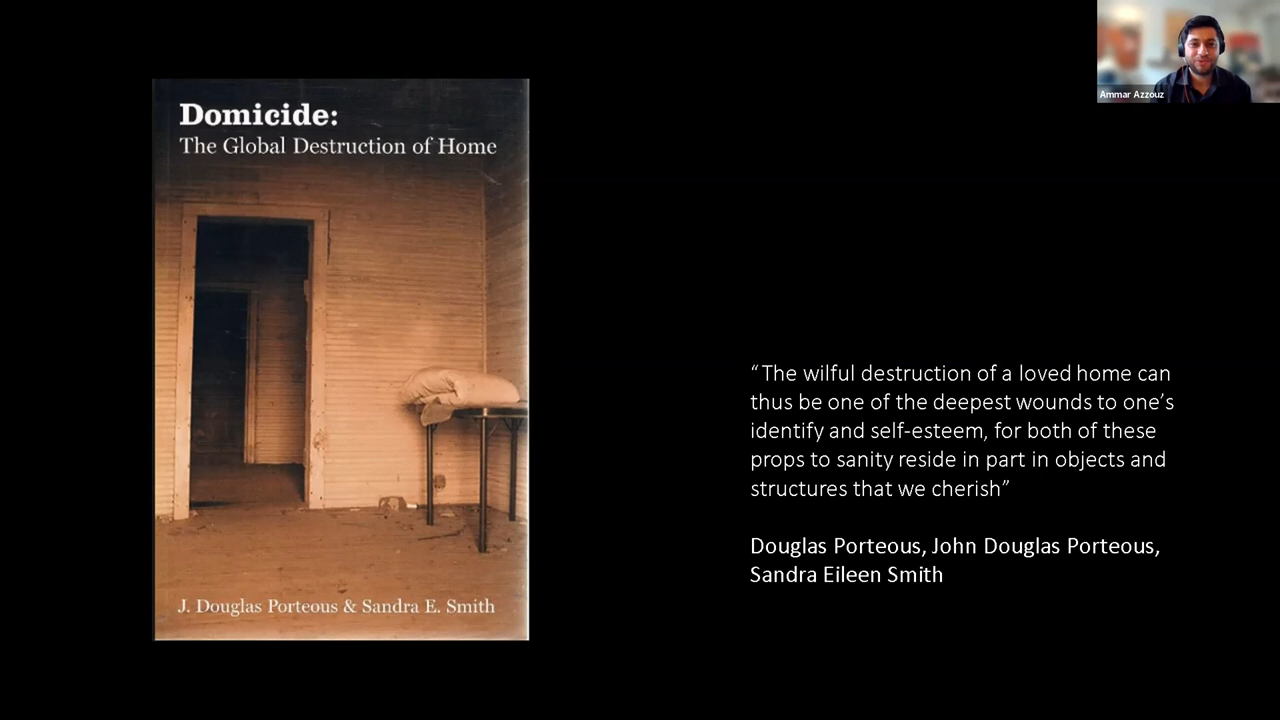 Ammar Azzouz
Domicide:
The Global Destruction of Home
J. Douglas Porteous & Sandra E. Smith
“The wilful destruction of a loved home can
thus be one of the deepest wounds to one’s
identify and self-esteem, for both of these
props to sanity reside in part in objects and
structures that we cherish”
Douglas Porteous, John Douglas Porteous,
Sandra Eileen Smith